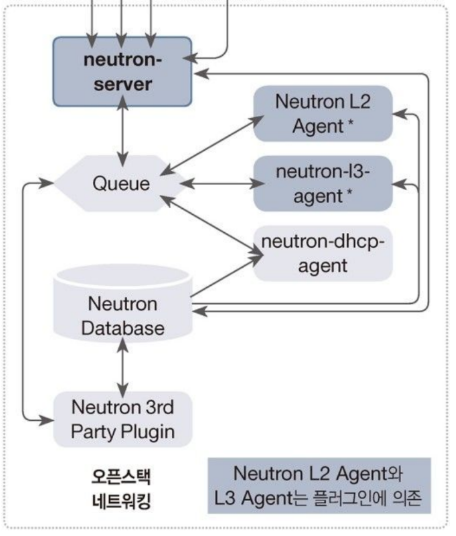 neutron-
server
Neutron L2
Agent *
Queue
neutron-l3-
agent *
neutron-dhcp-
agent
Neutron
Database
Neutron 3rd
Party Plugin
오픈스택
네트워킹
Neutron L2 Agent와
L3 Agent는 플러그인에 의존